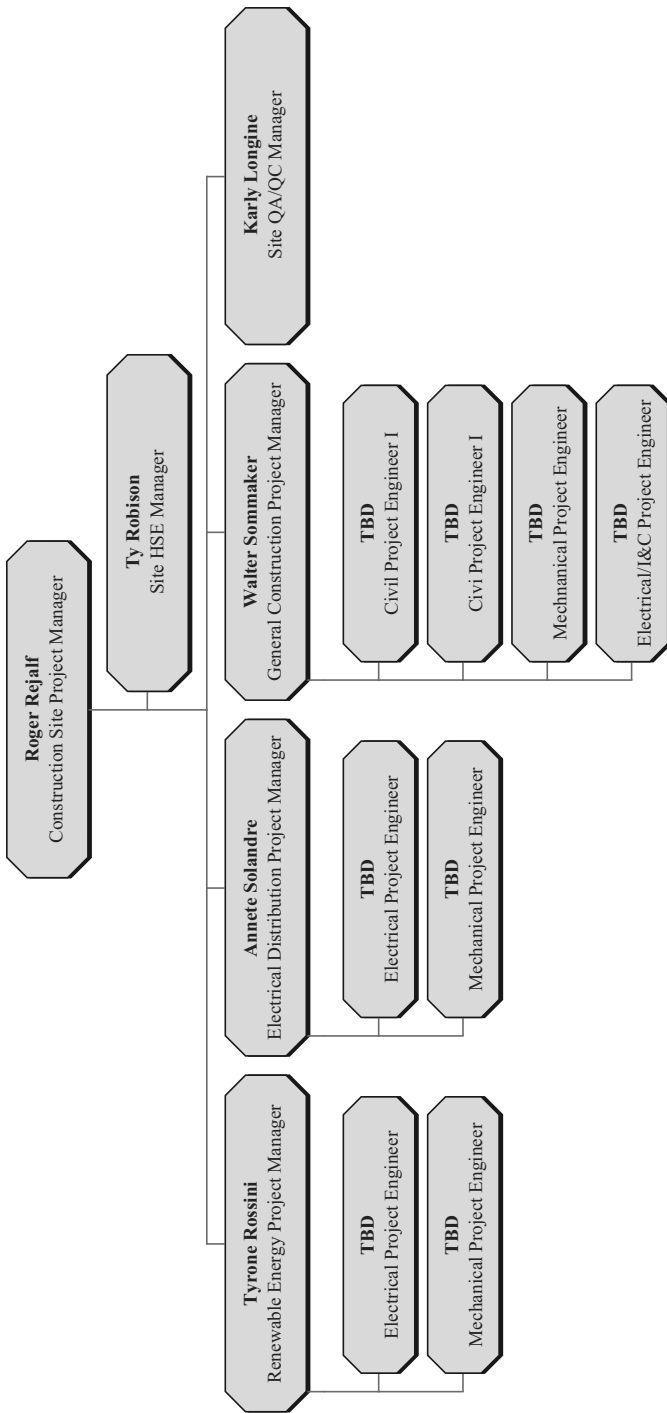 Roger Rejalf
Construction Site Project Manager
Ty Robison
Site HSE Manager
Tyrone Rossini
Renewable Energy Project Manager
TBD
Electrical Project Engineer
TBD
Mechanical Project Engineer
Annete Solandre
Electrical Distribution Project Manager
TBD
Electrical Project Engineer
TBD
Mechanical Project Engineer
Walter Sommaker
General Construction Project Manager
TBD
Civil Project Engineer I
TBD
Civi Project Engineer I
TBD
Mechnanical Project Engineer
TBD
Electrical/I&C Project Engineer
Karly Longine
Site QA/QC Manager